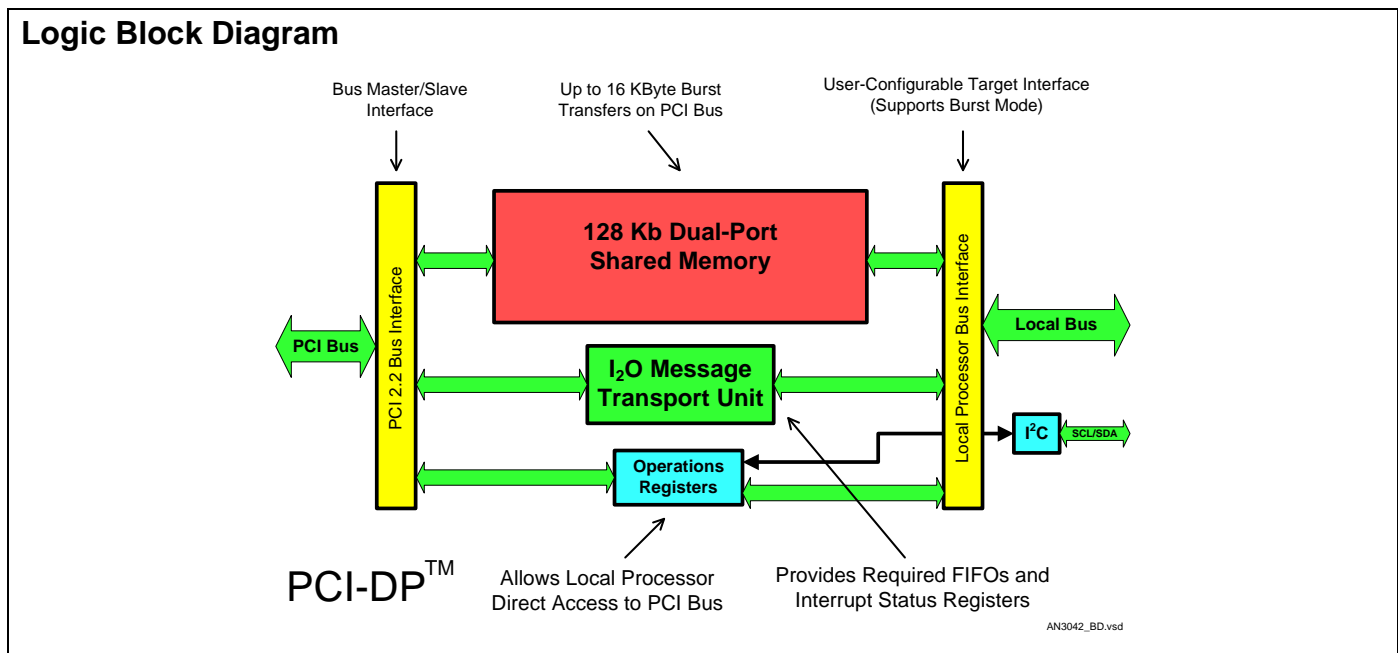 Logic Block Diagram
Bus Master/Slave
Interface
Up to 16 KByte Burst
Transfers on PCI Bus
User-Configurable Target Interface
(Supports Burst Mode)
128 Kb Dual-Port
Shared Memory
PCI 2.2 Bus Interface
Local Processor Bus Interface
PCI Bus
Local Bus
I₂O Message
Transport Unit
I²C
SCL/SDA
Operations
Registers
PCI-DP™
Allows Local Processor
Direct Access to PCI Bus
Provides Required FIFOs and
Interrupt Status Registers
AN3042_BD.vsd